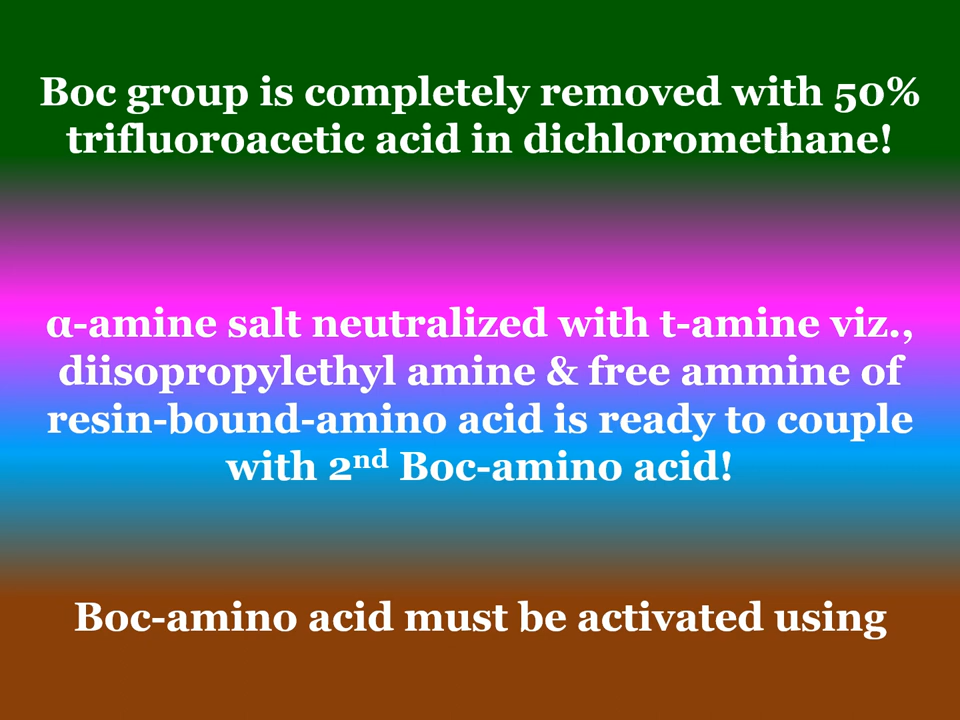 Boc group is completely removed with 50%
trifluoroacetic acid in dichloromethane!
α-amine salt neutralized with t-amine viz.,
diisopropylethyl amine & free ammine of
resin-bound-amino acid is ready to couple
with 2nd Boc-amino acid!
Boc-amino acid must be activated using